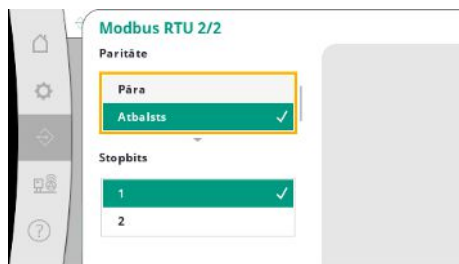 Modbus RTU 2/2
Paritāte
Pāra
Atbalsts
Stopbits
1
2